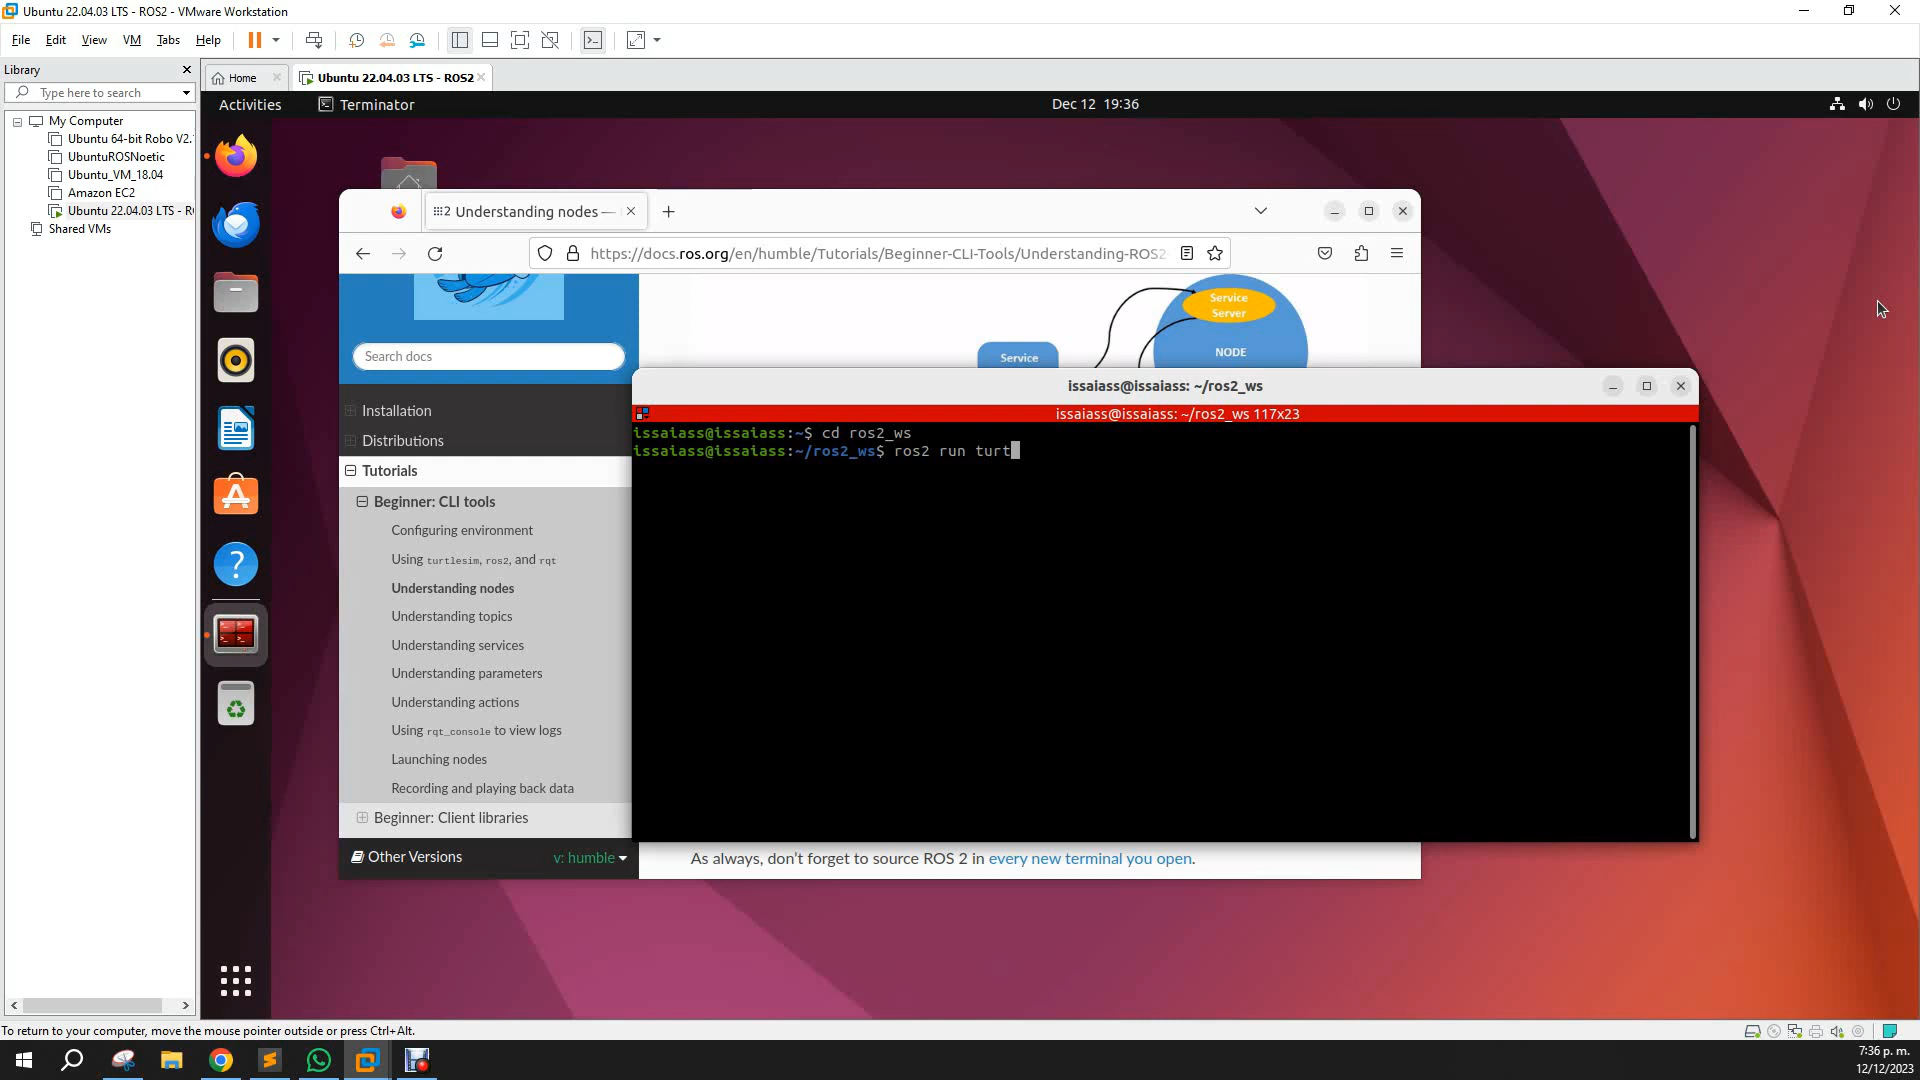 Ubuntu 22.04.03 LTS - ROS2 - VMware Workstation
File Edit View VM Tabs Help
Library
Home
Ubuntu 22.04.03 LTS - ROS2
Type here to search
Activities
Terminator
Dec 12 19:36
My Computer
Ubuntu 64-bit Robo V2.
UbuntuROSNoetic
Ubuntu_VM_18.04
Amazon EC2
Ubuntu 22.04.03 LTS - R
Shared VMs
Understanding nodes —
https://docs.ros.org/en/humble/Tutorials/Beginner-CLI-Tools/Understanding-ROS2-
Search docs
Installation
Distributions
Tutorials
Beginner: CLI tools
Configuring environment
Using turtlesim, ros2, and rqt
Understanding nodes
Understanding topics
Understanding services
Understanding parameters
Understanding actions
Using rqt_console to view logs
Launching nodes
Recording and playing back data
Beginner: Client libraries
Other Versions
v: humble
Service
Server
NODE
Service
issaiass@issaiass: ~/ros2_ws
issaiass@issaiass: ~/ros2_ws 117x23
issaiass@issaiass:~$ cd ros2_ws
issaiass@issaiass:~/ros2_ws$ ros2 run turt
As always, don't forget to source ROS 2 in every new terminal you open.
To return to your computer, move the mouse pointer outside or press Ctrl+Alt.
7:36 p. m.
12/12/2023